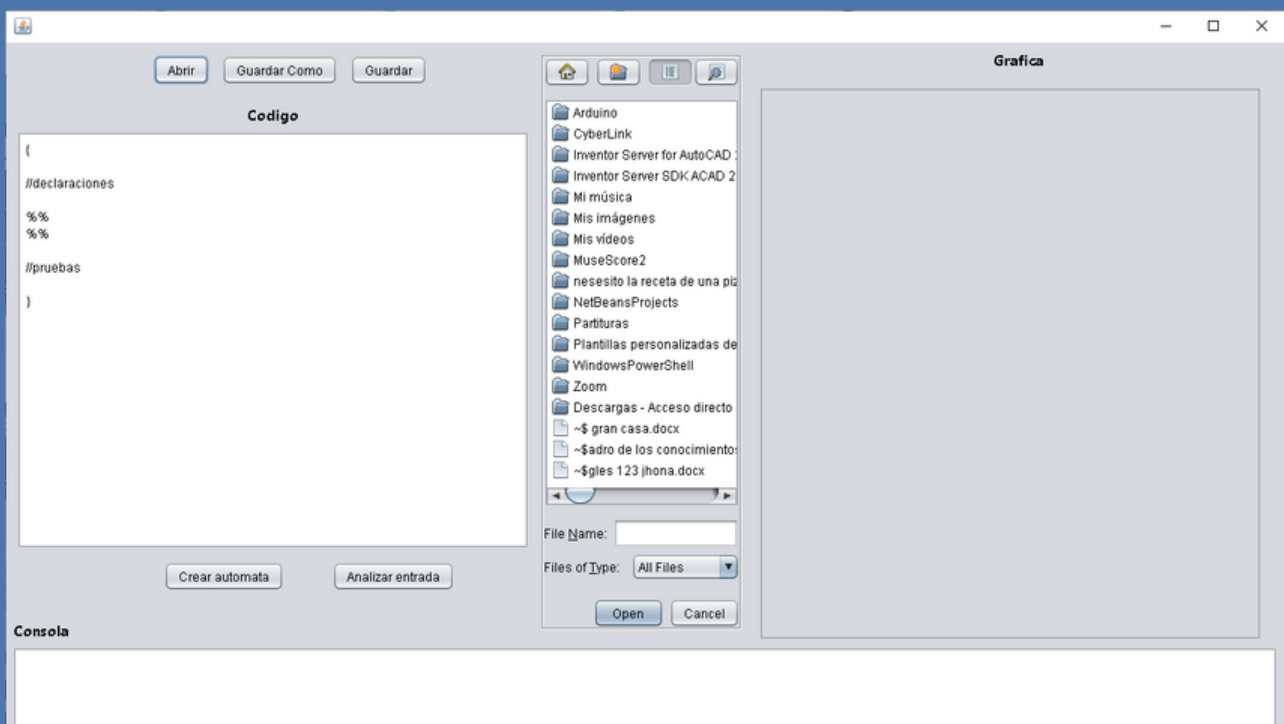 Abrir
Guardar Como
Guardar
Codigo
{
//declaraciones
%%
%%
//pruebas
}
Crear automata
Analizar entrada
Arduino
CyberLink
Inventor Server for AutoCAD
Inventor Server SDK ACAD 2
Mi música
Mis imágenes
Mis vídeos
MuseScore2
nesesito la receta de una piz
NetBeansProjects
Partituras
Plantillas personalizadas de
WindowsPowerShell
Zoom
Descargas - Acceso directo
~$ gran casa.docx
~$adro de los conocimientos
~$gles 123 jhona.docx
File Name:
Files of Type: All Files
Open
Cancel
Grafica
Consola